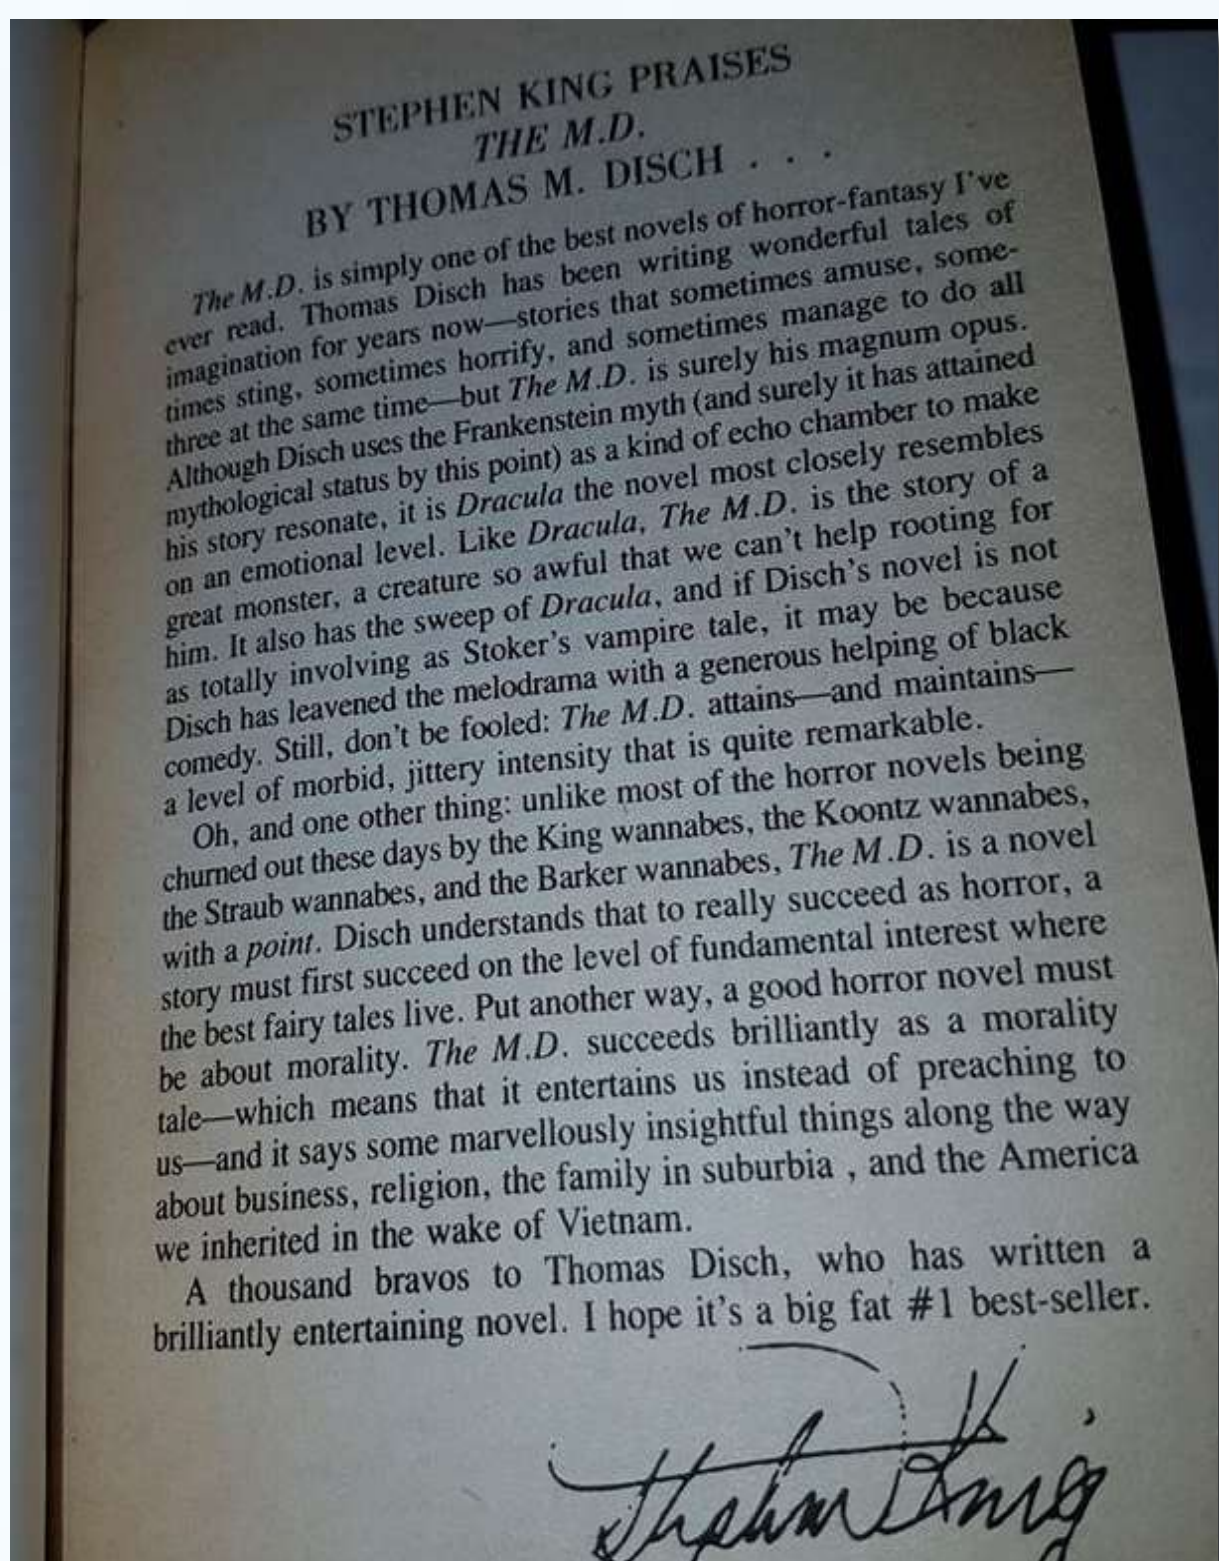 STEPHEN KING PRAISES
THE M.D.
BY THOMAS M. DISCH . . .
The M.D. is simply one of the best novels of horror-fantasy I've
ever read. Thomas Disch has been writing wonderful tales of
imagination for years now—stories that sometimes amuse, some-
times sting, sometimes horrify, and sometimes manage to do all
three at the same time—but The M.D. is surely his magnum opus.
Although Disch uses the Frankenstein myth (and surely it has attained
mythological status by this point) as a kind of echo chamber to make
his story resonate, it is Dracula the novel most closely resembles
on an emotional level. Like Dracula, The M.D. is the story of a
great monster, a creature so awful that we can't help rooting for
him. It also has the sweep of Dracula, and if Disch's novel is not
as totally involving as Stoker's vampire tale, it may be because
Disch has leavened the melodrama with a generous helping of black
comedy. Still, don't be fooled: The M.D. attains—and maintains—
a level of morbid, jittery intensity that is quite remarkable.
Oh, and one other thing: unlike most of the horror novels being
churned out these days by the King wannabes, the Koontz wannabes,
the Straub wannabes, and the Barker wannabes, The M.D. is a novel
with a point. Disch understands that to really succeed as horror, a
story must first succeed on the level of fundamental interest where
the best fairy tales live. Put another way, a good horror novel must
be about morality. The M.D. succeeds brilliantly as a morality
tale—which means that it entertains us instead of preaching to
us—and it says some marvellously insightful things along the way
about business, religion, the family in suburbia , and the America
we inherited in the wake of Vietnam.
A thousand bravos to Thomas Disch, who has written a
brilliantly entertaining novel. I hope it's a big fat #1 best-seller.
Stephen King